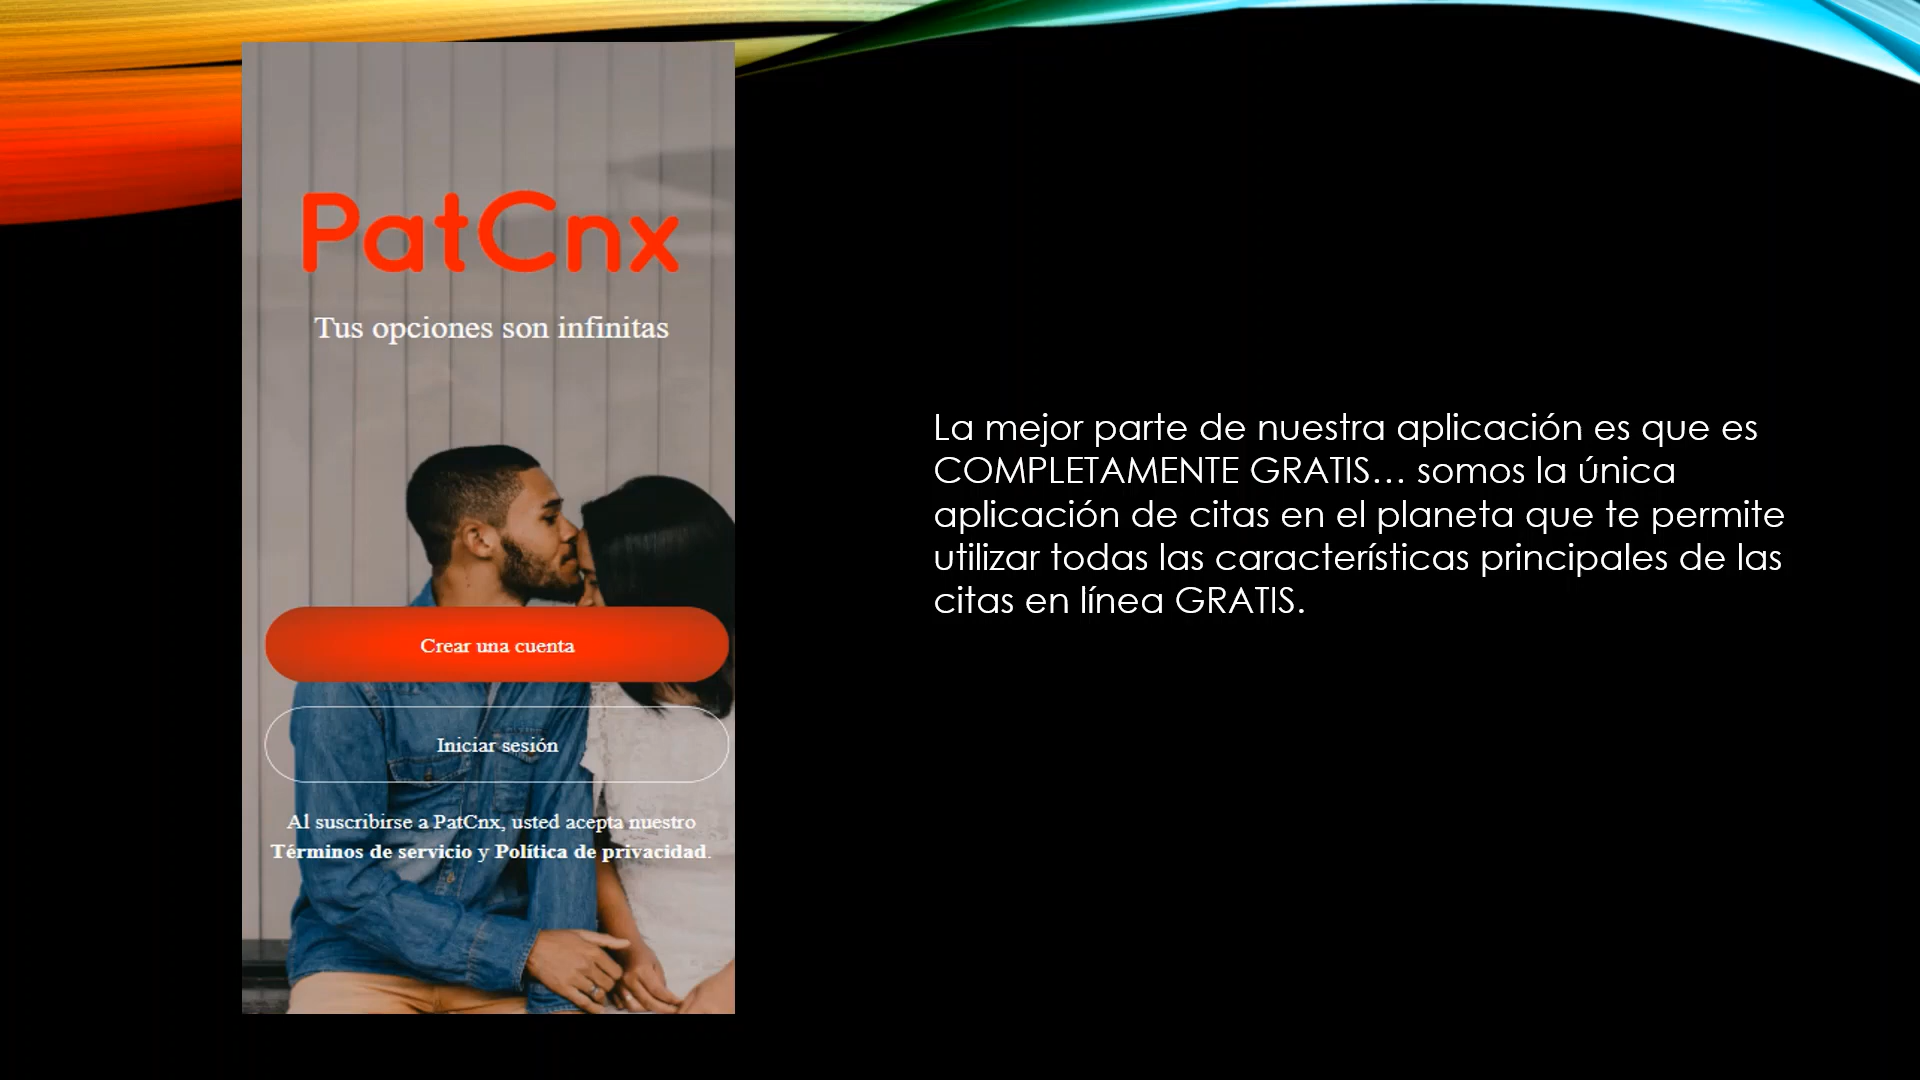 PatCnx
Tus opciones son infinitas
Crear una cuenta
Iniciar sesión
Al suscribirse a PatCnx, usted acepta nuestro
Términos de servicio y Política de privacidad.
La mejor parte de nuestra aplicación es que es
COMPLETAMENTE GRATIS… somos la única
aplicación de citas en el planeta que te permite
utilizar todas las características principales de las
citas en línea GRATIS.